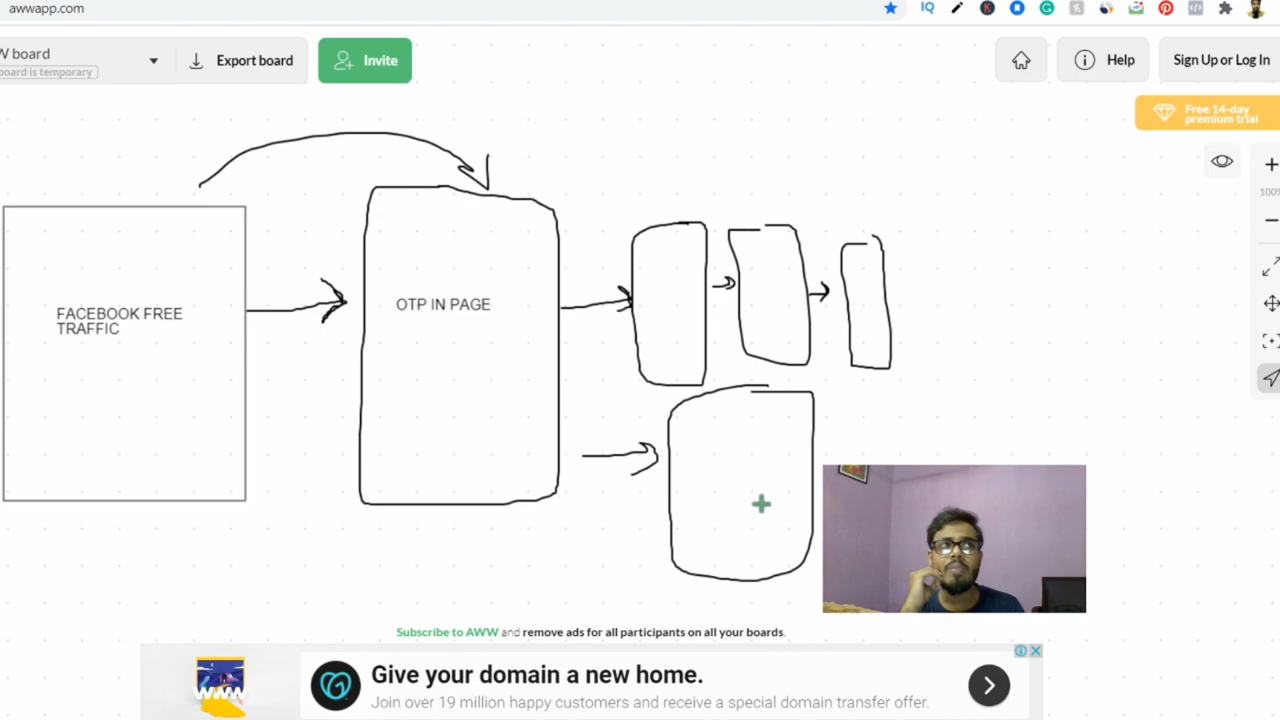 awwapp.com
W board
board is temporary
Export board
Invite
Help
Sign Up or Log In
Free 14-day
premium trial
100%
FACEBOOK FREE
TRAFFIC
OTP IN PAGE
Subscribe to AWW and remove ads for all participants on all your boards.
WWW
Give your domain a new home.
Join over 19 million happy customers and receive a special domain transfer offer.